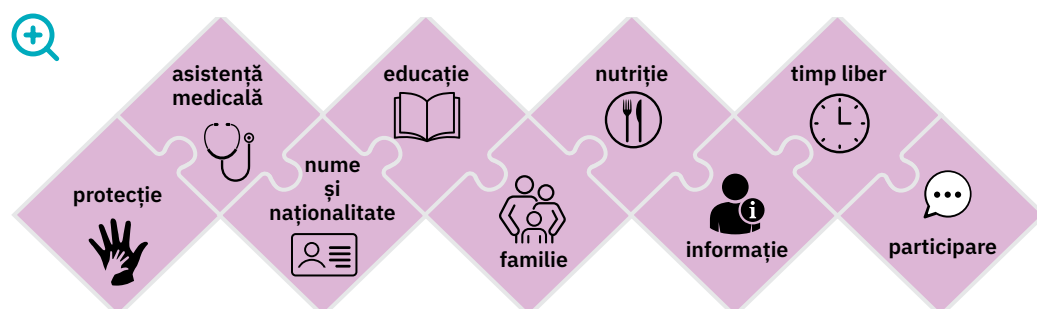 asistență
medicală
educație
nutriție
timp liber
protecție
nume
și
naționalitate
familie
informație
participare